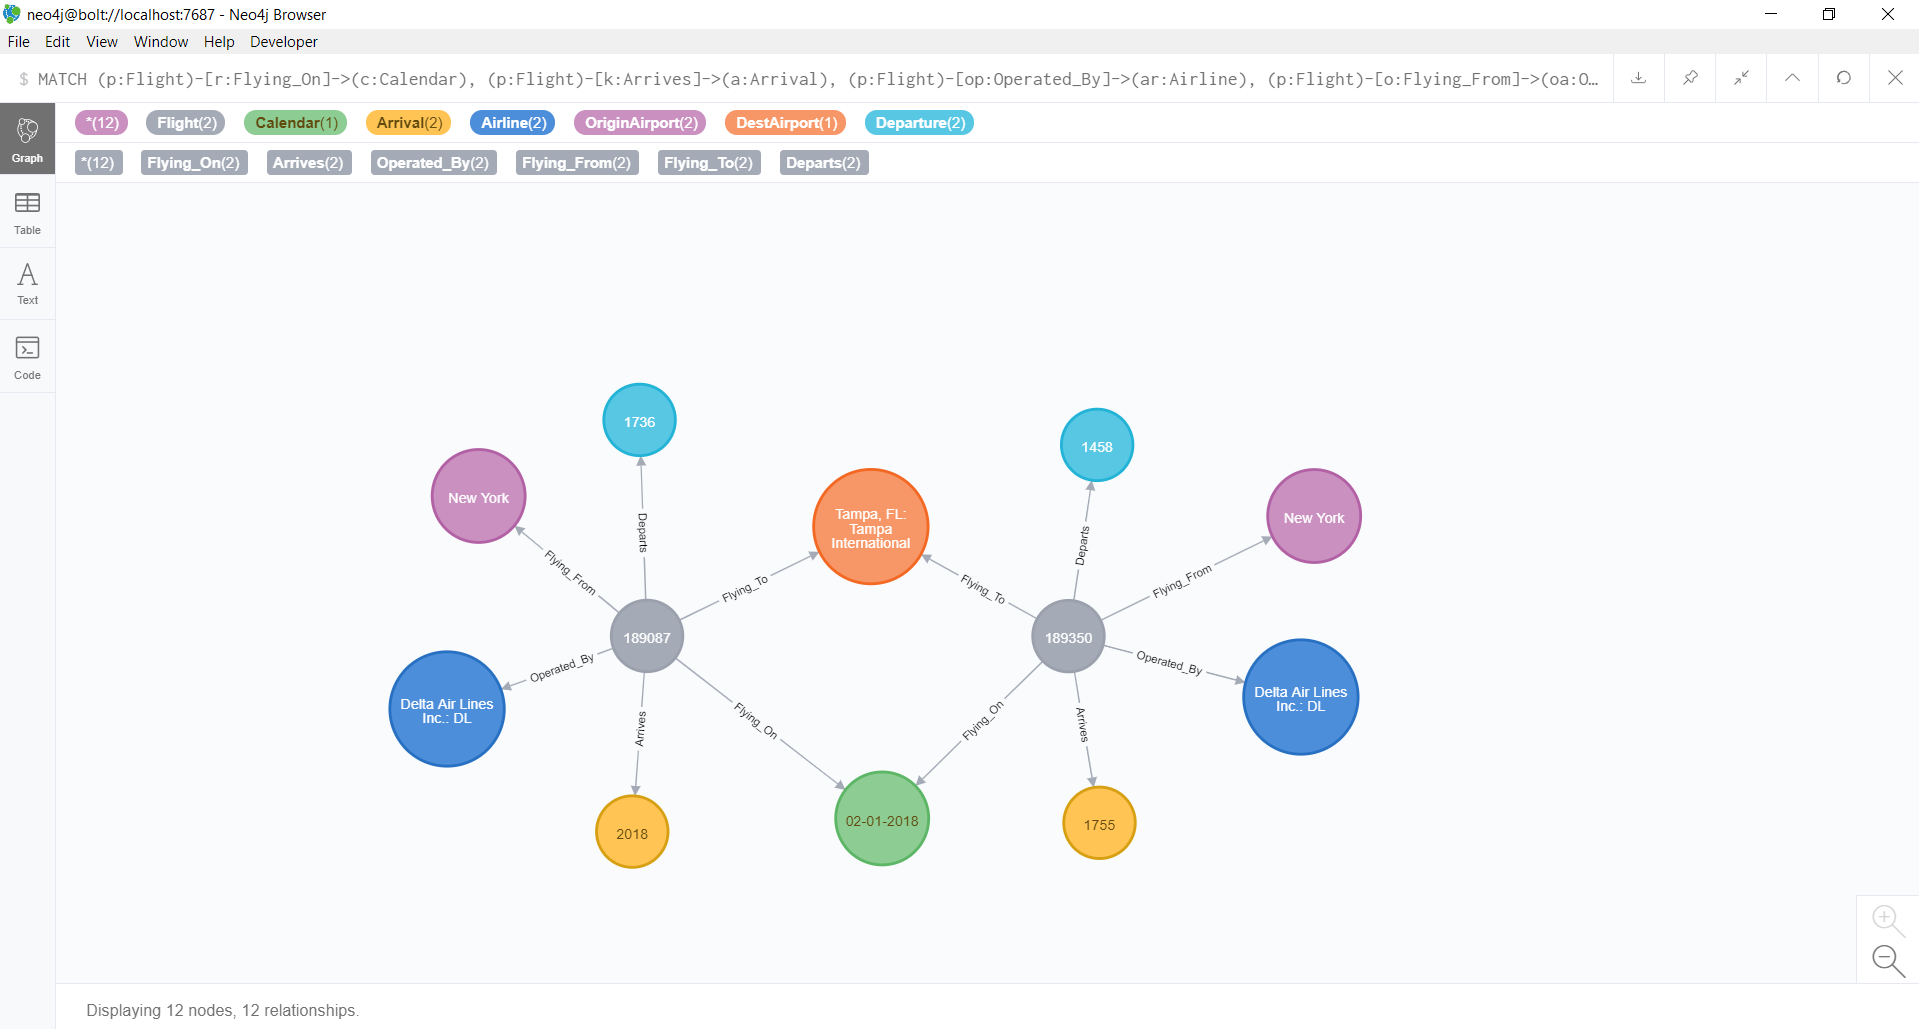 neo4j@bolt://localhost:7687 - Neo4j Browser
File Edit View Window Help Developer
$ MATCH (p:Flight)-[r:Flying_On]->(c:Calendar), (p:Flight)-[k:Arrives]->(a:Arrival), (p:Flight)-[op:Operated_By]->(ar:Airline), (p:Flight)-[o:Flying_From]->(oa:O…
*(12) Flight(2) Calendar(1) Arrival(2) Airline(2) OriginAirport(2) DestAirport(1) Departure(2)
*(12) Flying_On(2) Arrives(2) Operated_By(2) Flying_From(2) Flying_To(2) Departs(2)
Graph
Table
Text
Code
1736
1458
New York
Tampa, FL:
Tampa
International
New York
Departs
Departs
Flying_From
Flying_To
Flying_To
Flying_From
189087
189350
Operated_By
Operated_By
Delta Air Lines
Inc.: DL
Delta Air Lines
Inc.: DL
Arrives
Flying_On
Flying_On
Arrives
2018
02-01-2018
1755
Displaying 12 nodes, 12 relationships.